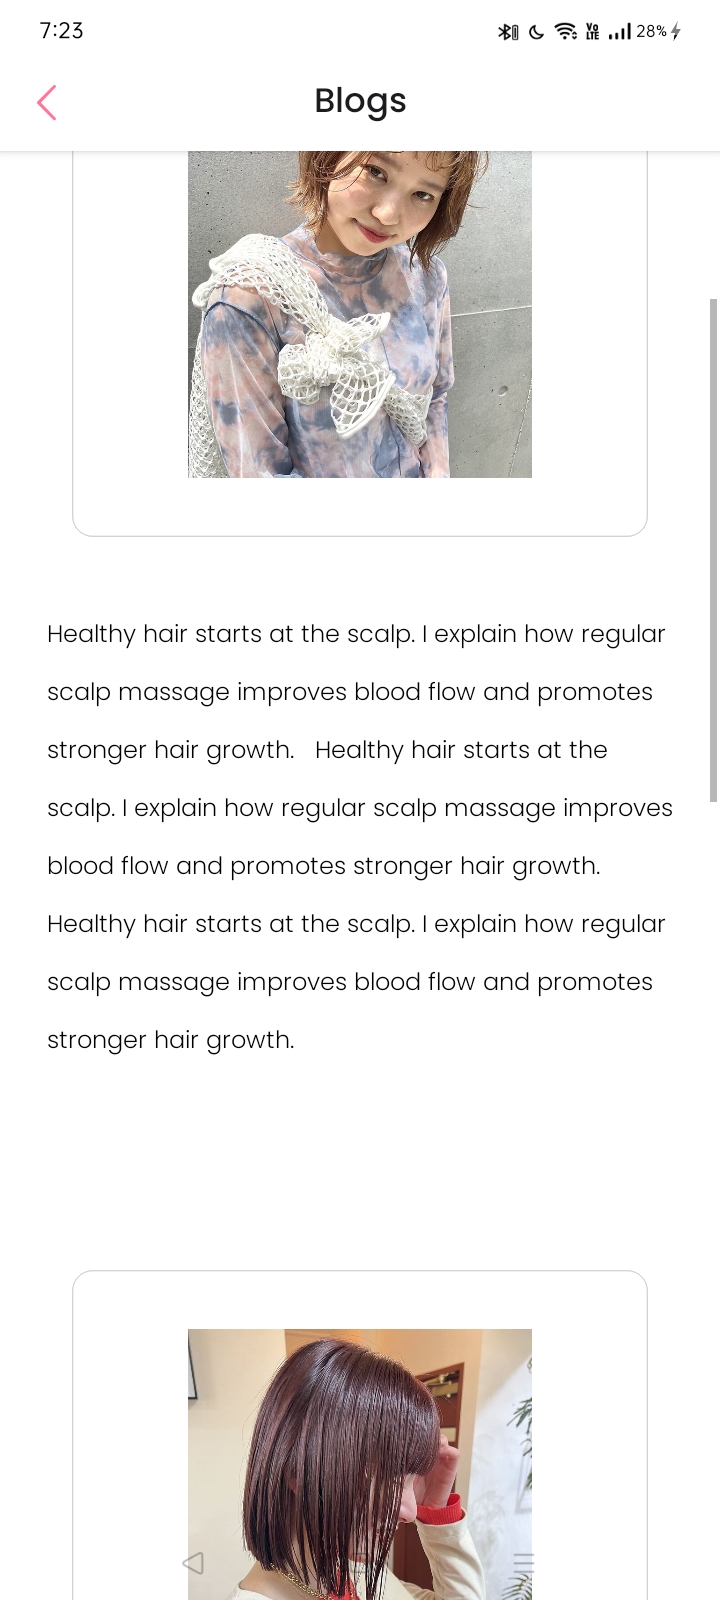 7:23
VO LTE 28%
Blogs
Healthy hair starts at the scalp. I explain how regular
scalp massage improves blood flow and promotes
stronger hair growth.   Healthy hair starts at the
scalp. I explain how regular scalp massage improves
blood flow and promotes stronger hair growth.
Healthy hair starts at the scalp. I explain how regular
scalp massage improves blood flow and promotes
stronger hair growth.